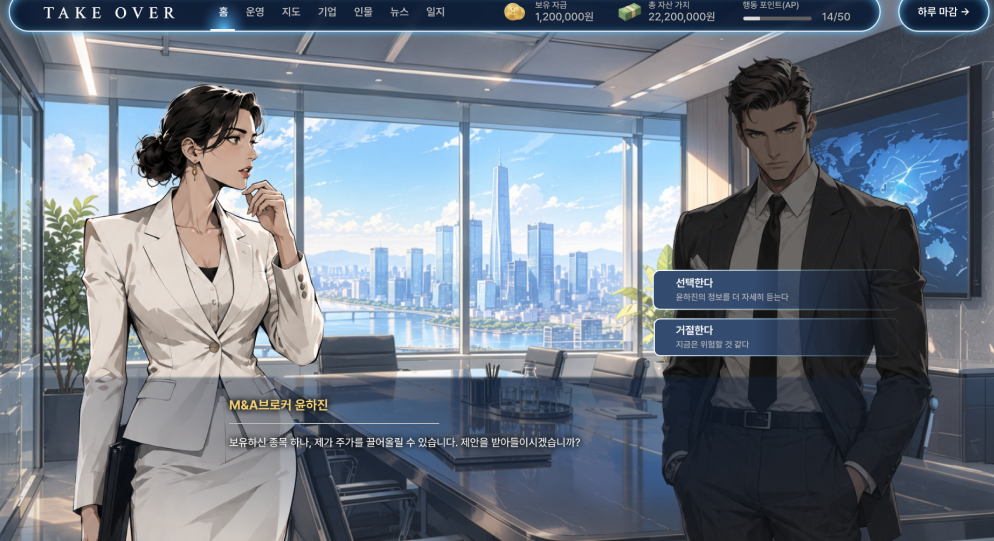 TAKE OVER
홈 운영 지도 기업 인물 뉴스 일지
보유 자금
1,200,000원
총 자산 가치
22,200,000원
행동 포인트(AP)
14/50
하루 마감 →
선택한다
윤하진의 정보를 더 자세히 듣는다
거절한다
지금은 위험할 것 같다
M&A브로커 윤하진
보유하신 종목 하나, 제가 주가를 끌어올릴 수 있습니다. 제안을 받아들이시겠습니까?